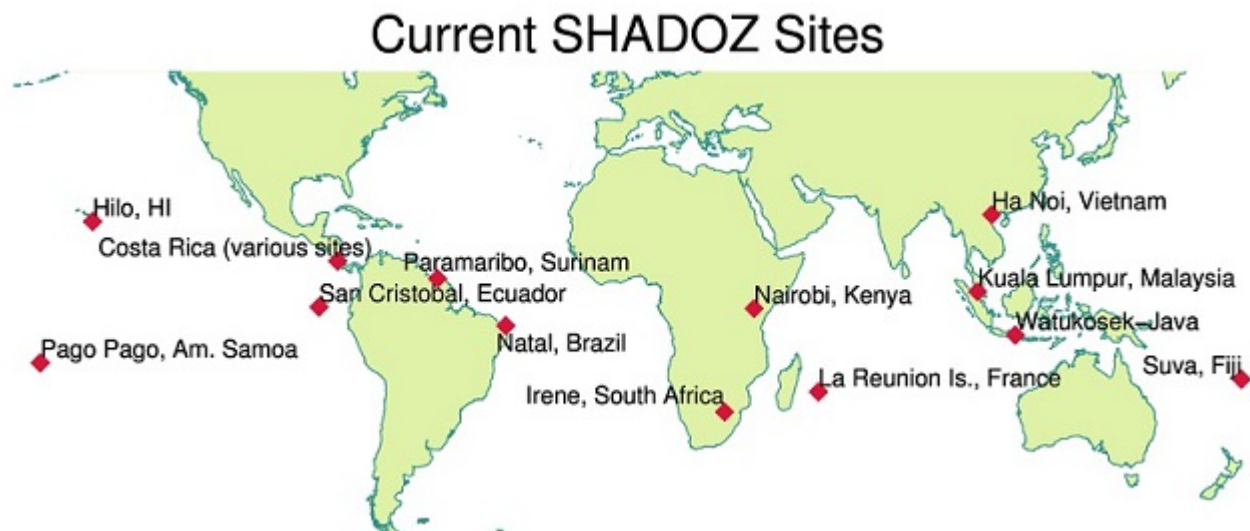 Current SHADOZ Sites
Hilo, HI
Ha Noi, Vietnam
Costa Rica (various sites)
Paramaribo, Surinam
San Cristobal, Ecuador
Nairobi, Kenya
Kuala Lumpur, Malaysia
Natal, Brazil
Watukosek-Java
Pago Pago, Am. Samoa
Suva, Fiji
Irene, South Africa
La Reunion Is., France